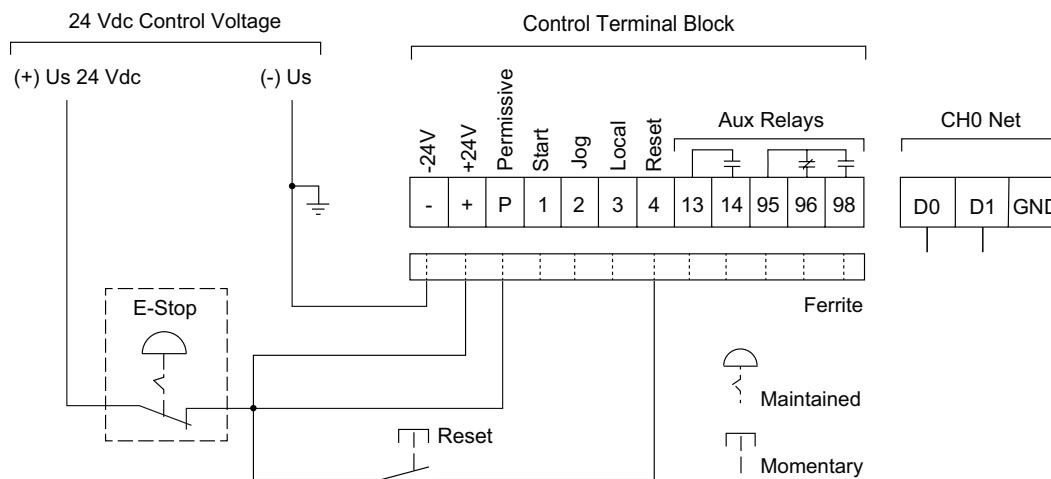 24 Vdc Control Voltage
Control Terminal Block
(+) Us 24 Vdc
(-) Us
-24V
+24V
Permissive
Start
Jog
Local
Reset
Aux Relays
CH0 Net
- + P 1 2 3 4 13 14 95 96 98
D0 D1 GND
Ferrite
E-Stop
Maintained
Reset
Momentary